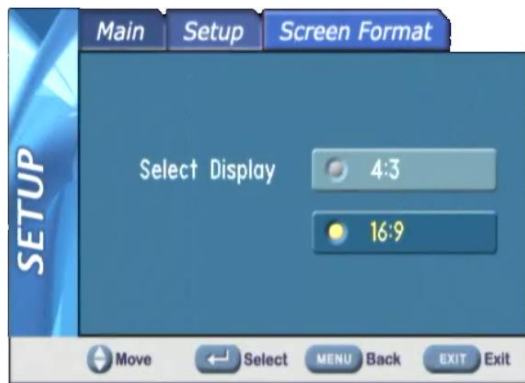 Main Setup Screen Format
SETUP
Select Display 4:3
16:9
Move Select MENU Back EXIT Exit